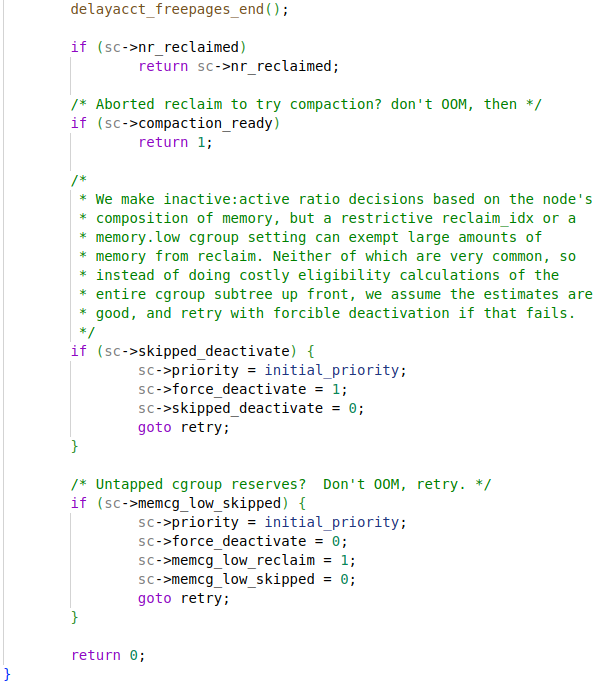 delayacct_freepages_end();
if (sc->nr_reclaimed)
return sc->nr_reclaimed;
/* Aborted reclaim to try compaction? don't OOM, then */
if (sc->compaction_ready)
return 1;
/*
* We make inactive:active ratio decisions based on the node's
* composition of memory, but a restrictive reclaim_idx or a
* memory.low cgroup setting can exempt large amounts of
* memory from reclaim. Neither of which are very common, so
* instead of doing costly eligibility calculations of the
* entire cgroup subtree up front, we assume the estimates are
* good, and retry with forcible deactivation if that fails.
*/
if (sc->skipped_deactivate) {
sc->priority = initial_priority;
sc->force_deactivate = 1;
sc->skipped_deactivate = 0;
goto retry;
}
/* Untapped cgroup reserves?  Don't OOM, retry. */
if (sc->memcg_low_skipped) {
sc->priority = initial_priority;
sc->force_deactivate = 0;
sc->memcg_low_reclaim = 1;
sc->memcg_low_skipped = 0;
goto retry;
}
return 0;
}